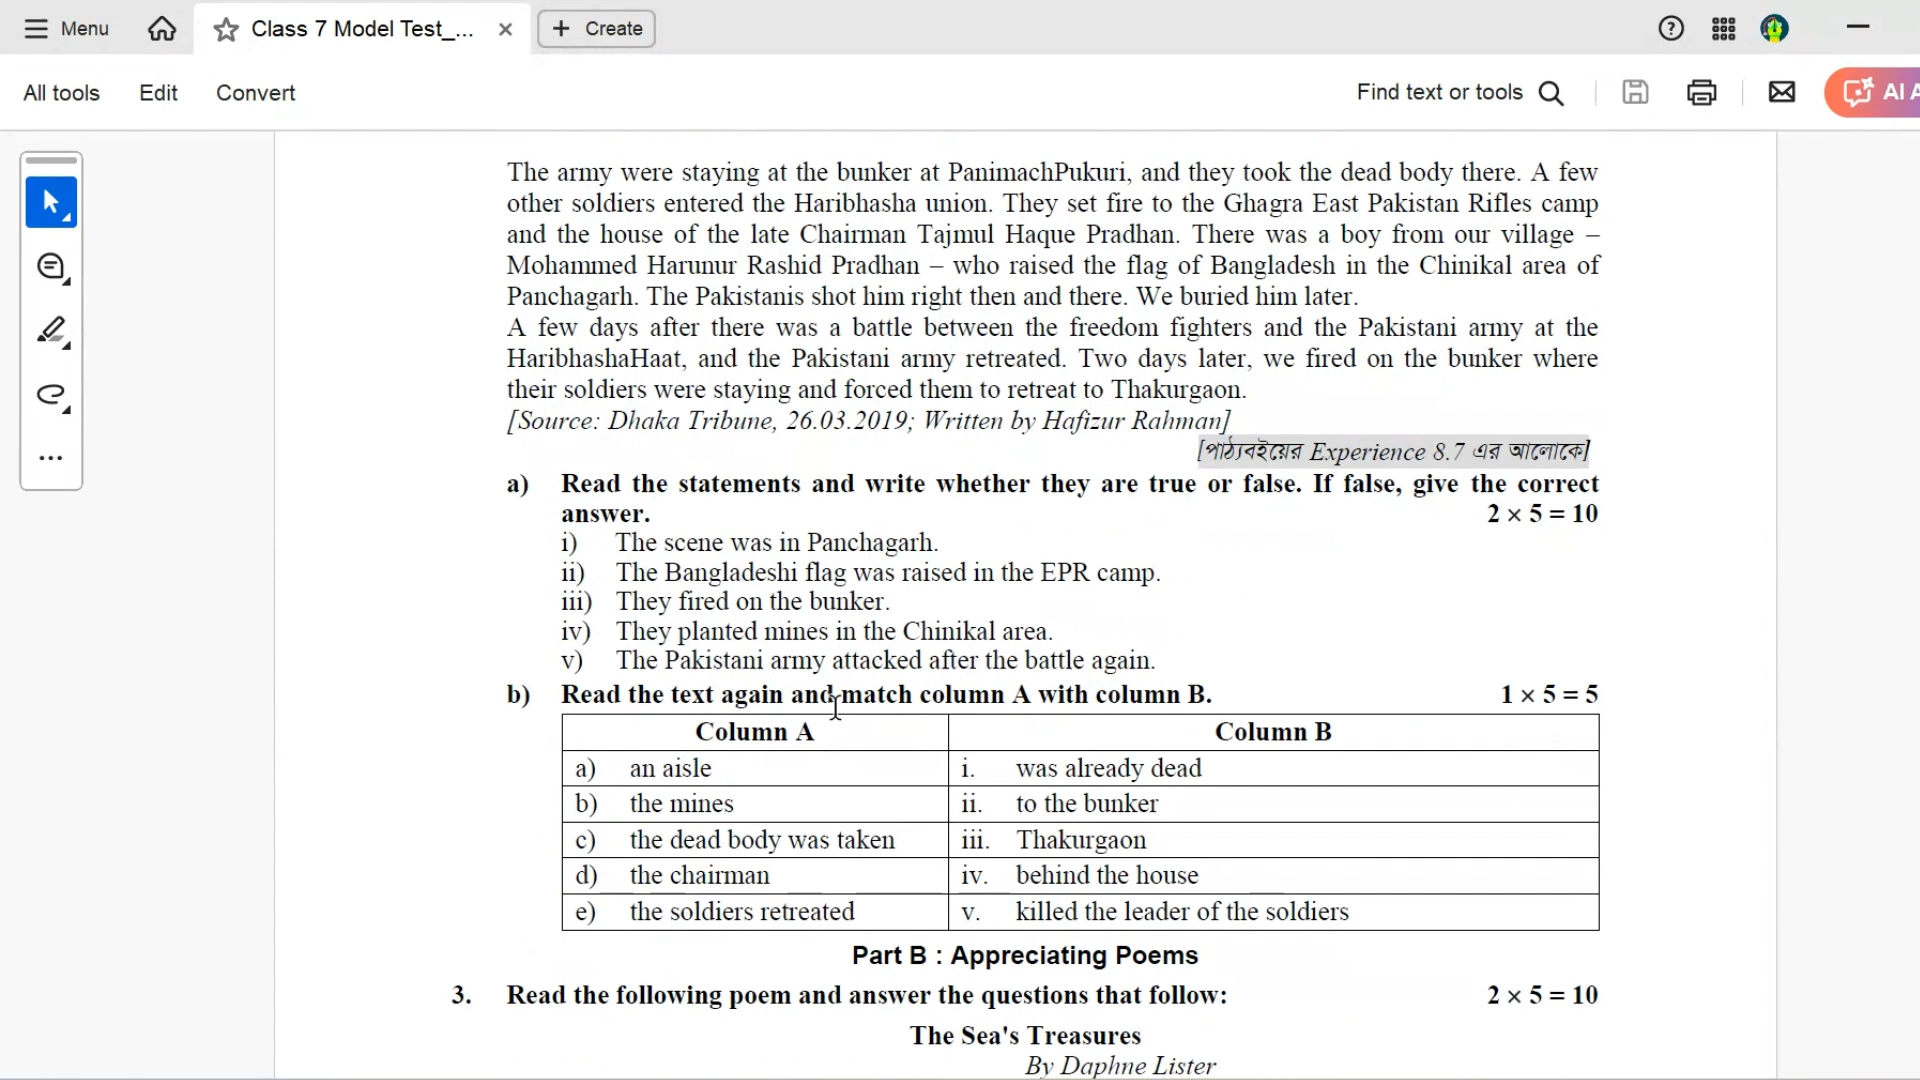 Menu
Class 7 Model Test_...
Create
All tools
Edit
Convert
Find text or tools
AI A
The army were staying at the bunker at PanimachPukuri, and they took the dead body there. A few
other soldiers entered the Haribhasha union. They set fire to the Ghagra East Pakistan Rifles camp
and the house of the late Chairman Tajmul Haque Pradhan. There was a boy from our village –
Mohammed Harunur Rashid Pradhan – who raised the flag of Bangladesh in the Chinikal area of
Panchagarh. The Pakistanis shot him right then and there. We buried him later.
A few days after there was a battle between the freedom fighters and the Pakistani army at the
HaribhashaHaat, and the Pakistani army retreated. Two days later, we fired on the bunker where
their soldiers were staying and forced them to retreat to Thakurgaon.
[Source: Dhaka Tribune, 26.03.2019; Written by Hafizur Rahman]
[পাঠ্যবইয়ের Experience 8.7 এর আলোকে]
a) Read the statements and write whether they are true or false. If false, give the correct
answer. 2 × 5 = 10
i) The scene was in Panchagarh.
ii) The Bangladeshi flag was raised in the EPR camp.
iii) They fired on the bunker.
iv) They planted mines in the Chinikal area.
v) The Pakistani army attacked after the battle again.
b) Read the text again and match column A with column B. 1 × 5 = 5
Column A Column B
a) an aisle i. was already dead
b) the mines ii. to the bunker
c) the dead body was taken iii. Thakurgaon
d) the chairman iv. behind the house
e) the soldiers retreated v. killed the leader of the soldiers
Part B : Appreciating Poems
3. Read the following poem and answer the questions that follow: 2 × 5 = 10
The Sea's Treasures
By Daphne Lister